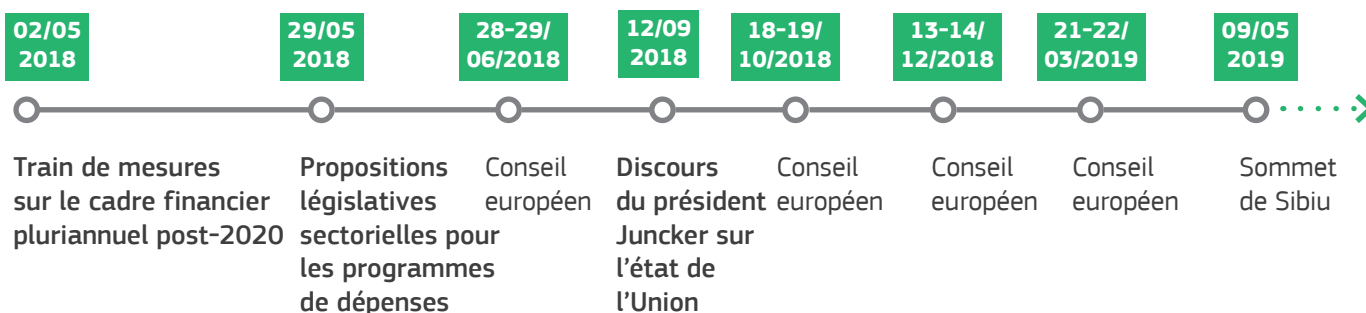 02/05
2018
29/05
2018
28-29/
06/2018
12/09
2018
18-19/
10/2018
13-14/
12/2018
21-22/
03/2019
09/05
2019
Train de mesures
sur le cadre financier
pluriannuel post-2020
Propositions
législatives
sectorielles pour
les programmes
de dépenses
Conseil
européen
Discours
du président
Juncker sur
l’état de
l’Union
Conseil
européen
Conseil
européen
Conseil
européen
Sommet
de Sibiu